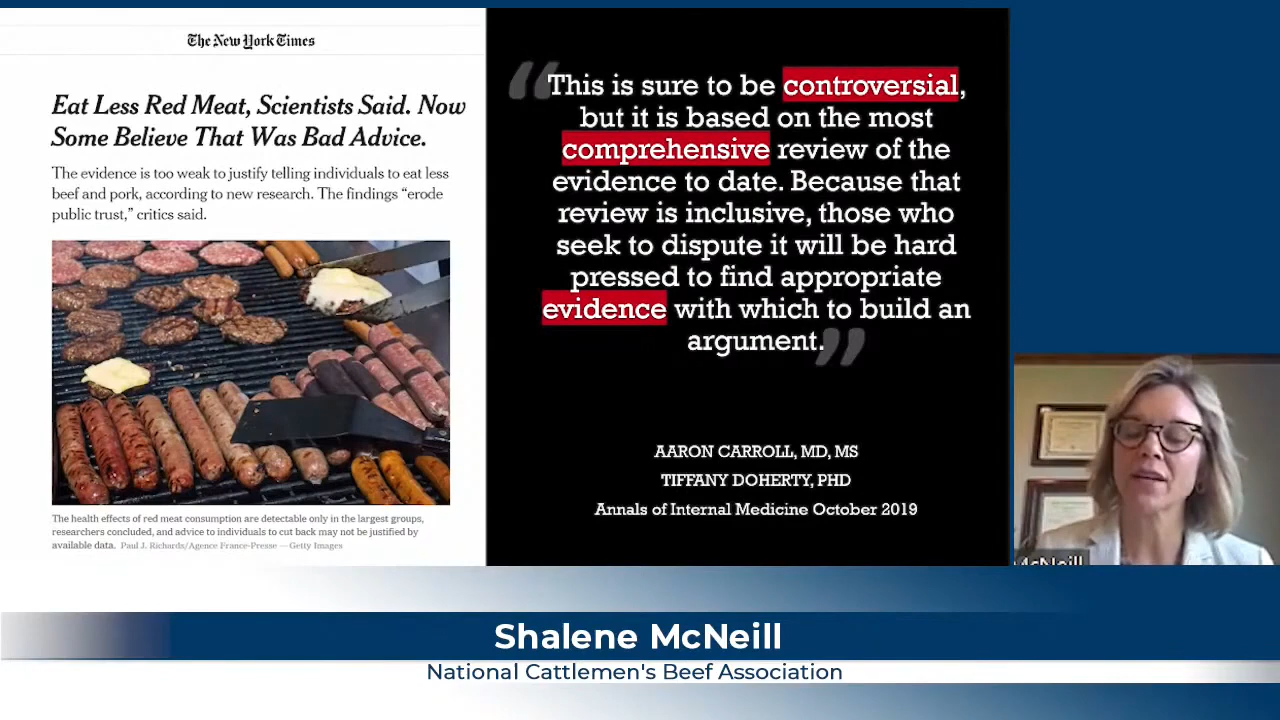 The New York Times
Eat Less Red Meat, Scientists Said. Now
Some Believe That Was Bad Advice.
The evidence is too weak to justify telling individuals to eat less
beef and pork, according to new research. The findings “erode
public trust,” critics said.
The health effects of red meat consumption are detectable only in the largest groups,
researchers concluded, and advice to individuals to cut back may not be justified by
available data. Paul J. Richards/Agence France-Presse — Getty Images
“This is sure to be controversial,
but it is based on the most
comprehensive review of the
evidence to date. Because that
review is inclusive, those who
seek to dispute it will be hard
pressed to find appropriate
evidence with which to build an
argument.”
AARON CARROLL, MD, MS
TIFFANY DOHERTY, PHD
Annals of Internal Medicine October 2019
McNeill
Shalene McNeill
National Cattlemen's Beef Association